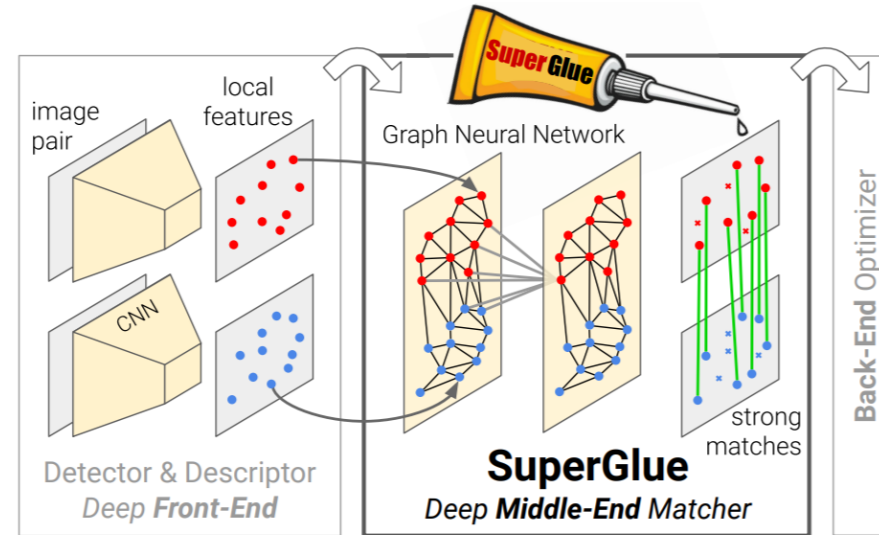 image
pair
local
features
CNN
Detector & Descriptor
Deep Front-End
SuperGlue
Graph Neural Network
strong
matches
SuperGlue
Deep Middle-End Matcher
Back-End Optimizer